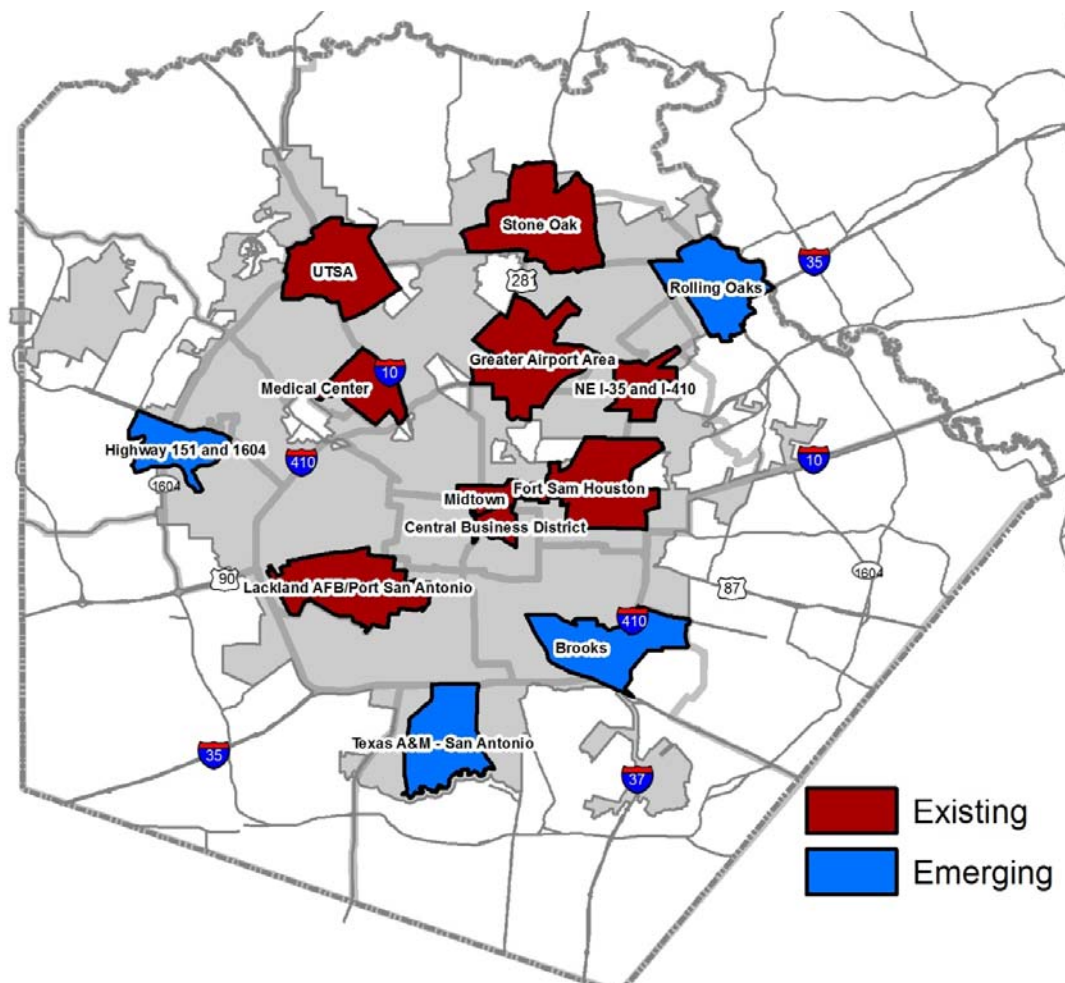 Stone Oak
UTSA
35
Rolling Oaks
281
Greater Airport Area
10
Medical Center
NE I-35 and I-410
Highway 151 and 1604
410
10
1604
Fort Sam Houston
Midtown
Central Business District
1604
90
Lackland AFB/Port San Antonio
87
410
Brooks
Texas A&M - San Antonio
35
37
Existing
Emerging